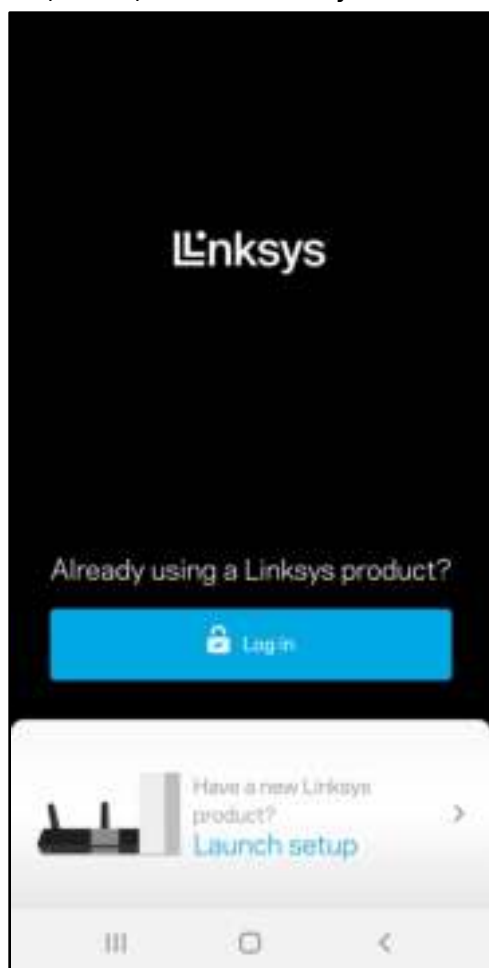 Linksys
Already using a Linksys product?
Log in
Have a new Linksys
product?
Launch setup